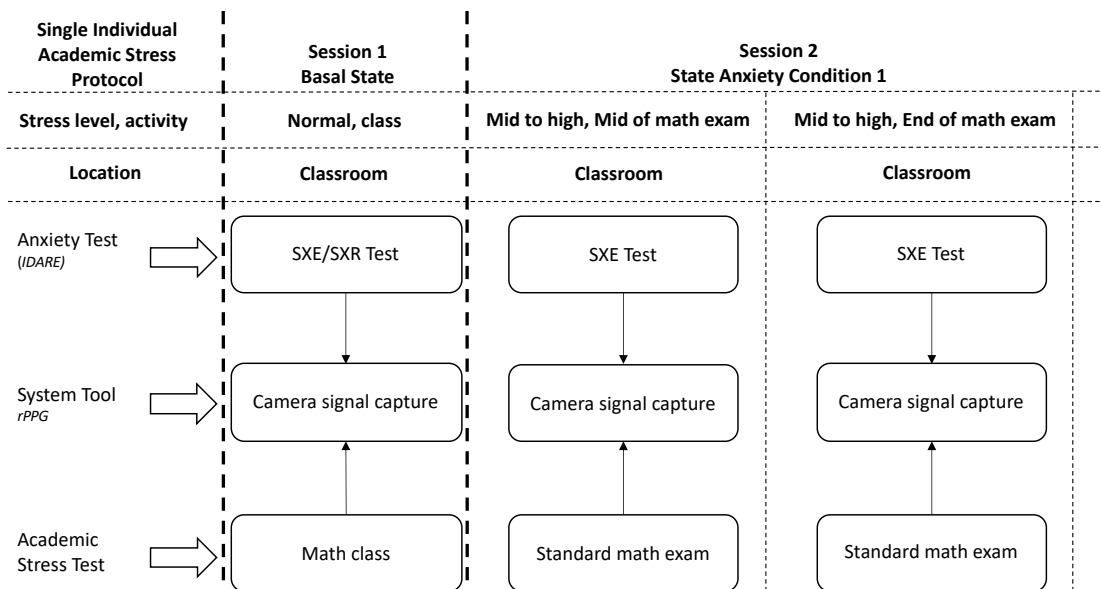 Single Individual
Academic Stress
Protocol
Session 1
Basal State
Session 2
State Anxiety Condition 1
Stress level, activity
Normal, class
Mid to high, Mid of math exam
Mid to high, End of math exam
Location
Classroom
Classroom
Classroom
Anxiety Test
(IDARE)
SXE/SXR Test
SXE Test
SXE Test
System Tool
rPPG
Camera signal capture
Camera signal capture
Camera signal capture
Academic
Stress Test
Math class
Standard math exam
Standard math exam